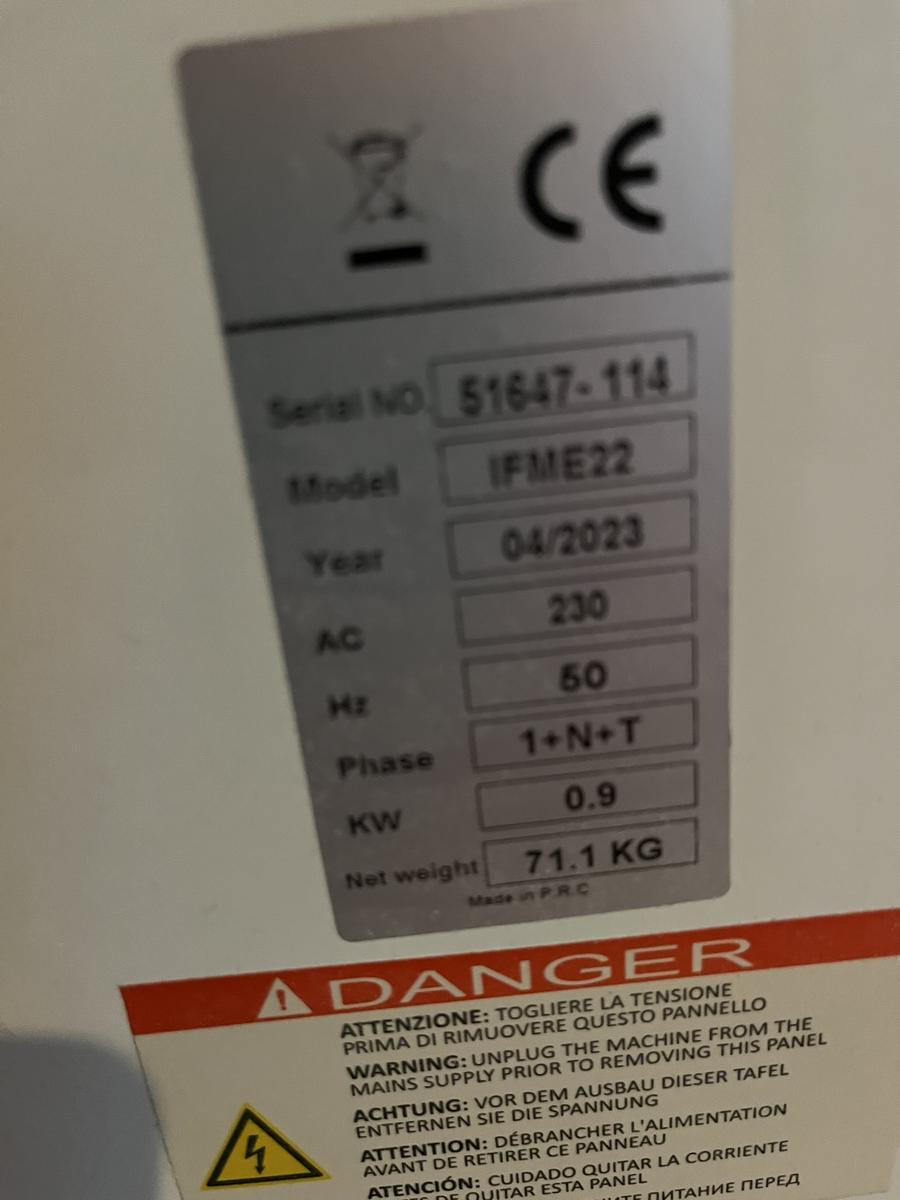 CE
Serial NO. 51647-114
Model IFME22
Year 04/2023
AC 230
Hz 50
Phase 1+N+T
KW 0.9
Net weight 71.1 KG
Made in P.R.C
DANGER
ATTENZIONE: TOGLIERE LA TENSIONE
PRIMA DI RIMUOVERE QUESTO PANNELLO
WARNING: UNPLUG THE MACHINE FROM THE
MAINS SUPPLY PRIOR TO REMOVING THIS PANEL
ACHTUNG: VOR DEM AUSBAU DIESER TAFEL
ENTFERNEN SIE DIE SPANNUNG
ATTENTION: DÉBRANCHER L'ALIMENTATION
AVANT DE RETIRER CE PANNEAU
ATENCIÓN: CUIDADO QUITAR LA CORRIENTE
DE QUITAR ESTA PANEL
ПИТАНИЕ ПЕРЕД